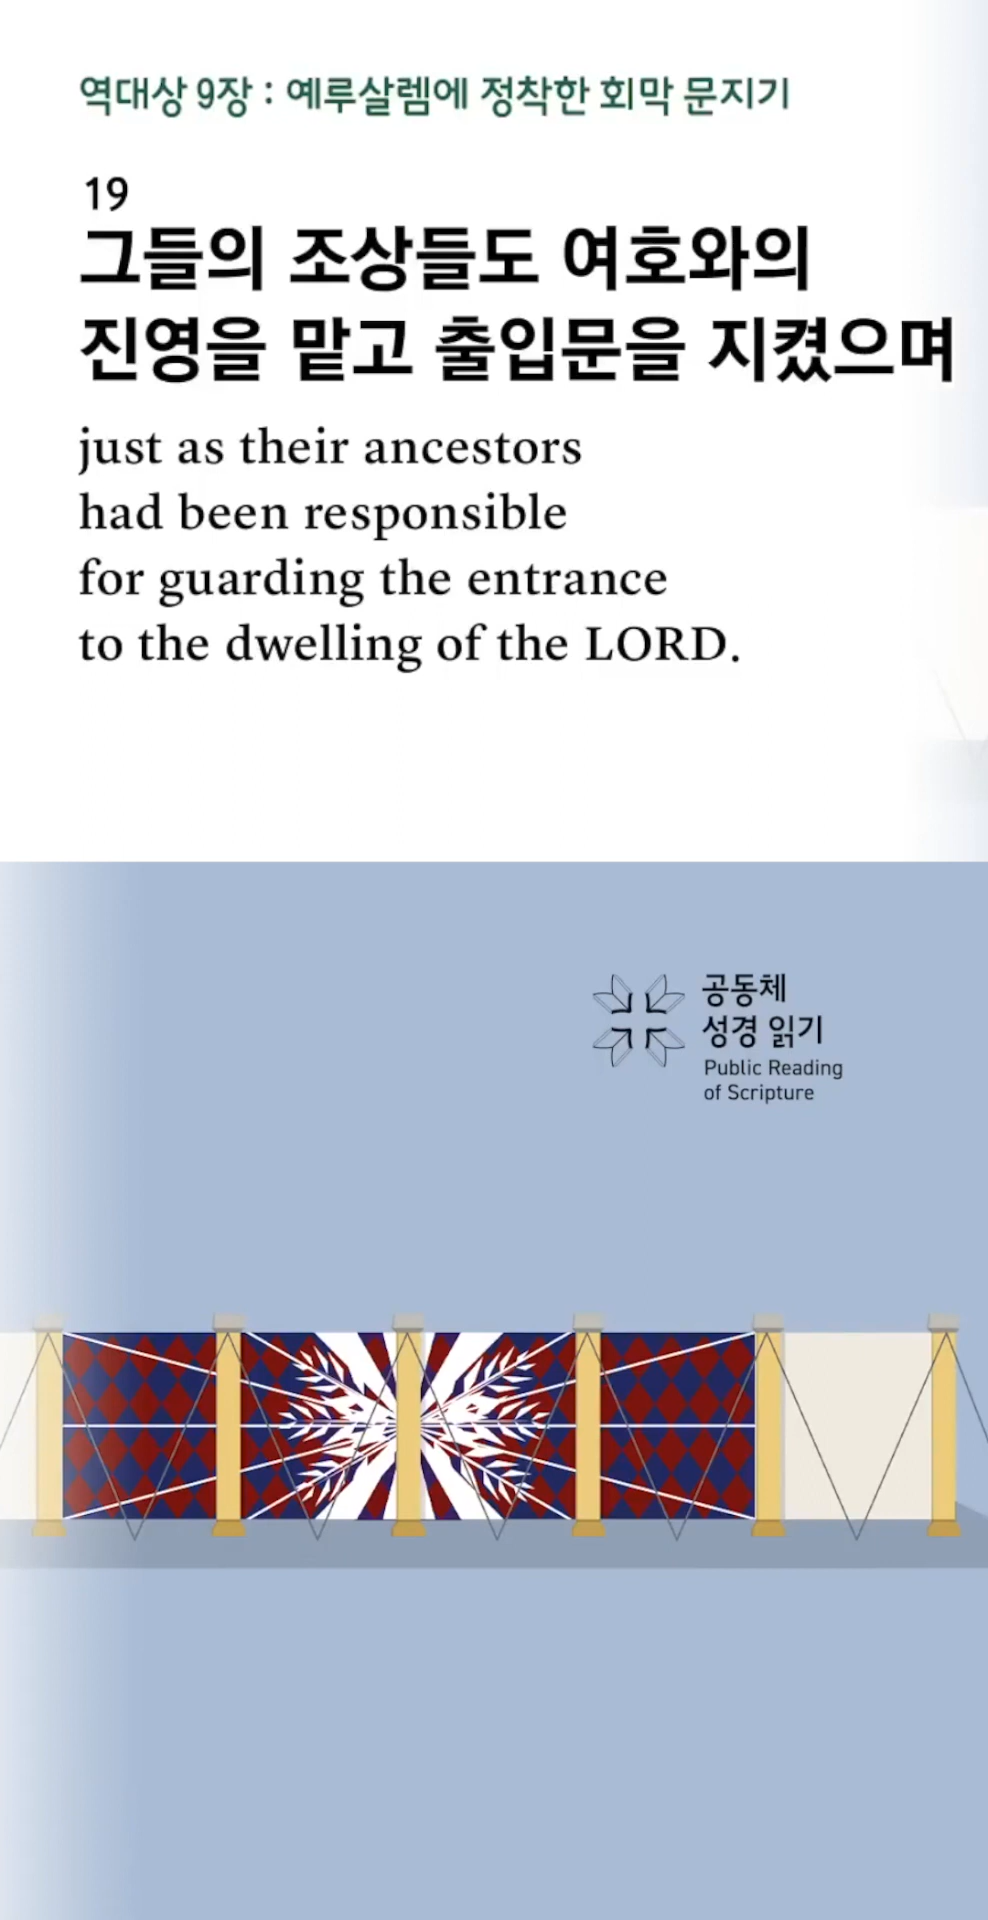 역대상 9장 : 예루살렘에 정착한 회막 문지기
19
그들의 조상들도 여호와의
진영을 맡고 출입문을 지켰으며
just as their ancestors
had been responsible
for guarding the entrance
to the dwelling of the LORD.
공동체
성경 읽기
Public Reading
of Scripture